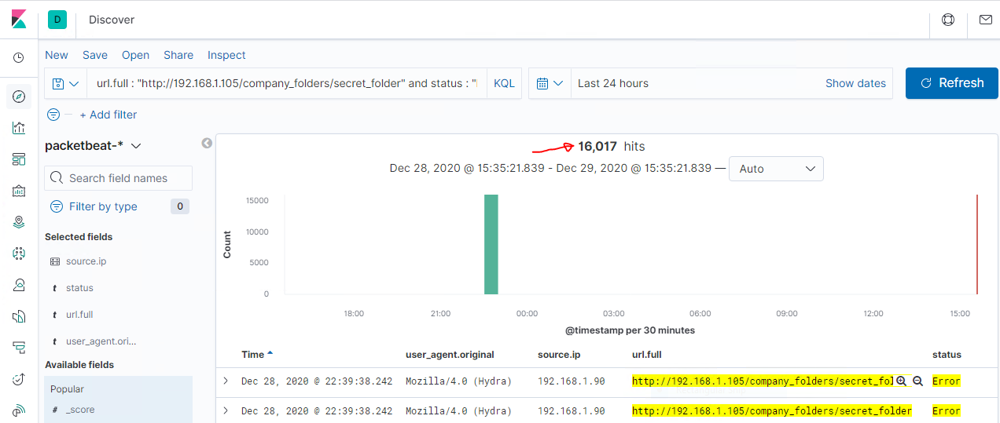 D Discover
New Save Open Share Inspect
url.full : "http://192.168.1.105/company_folders/secret_folder" and status : " KQL Last 24 hours Show dates Refresh
+ Add filter
packetbeat-*
16,017 hits
Dec 28, 2020 @ 15:35:21.839 - Dec 29, 2020 @ 15:35:21.839 — Auto
Search field names
Filter by type 0
Selected fields
source.ip
status
url.full
user_agent.ori...
Available fields
Popular
# _score
Count
15000
10000
5000
0
18:00 21:00 00:00 03:00 06:00 09:00 12:00 15:00
@timestamp per 30 minutes
Time user_agent.original source.ip url.full status
Dec 28, 2020 @ 22:39:38.242 Mozilla/4.0 (Hydra) 192.168.1.90 http://192.168.1.105/company_folders/secret_fol Error
Dec 28, 2020 @ 22:39:38.242 Mozilla/4.0 (Hydra) 192.168.1.90 http://192.168.1.105/company_folders/secret_folder Error